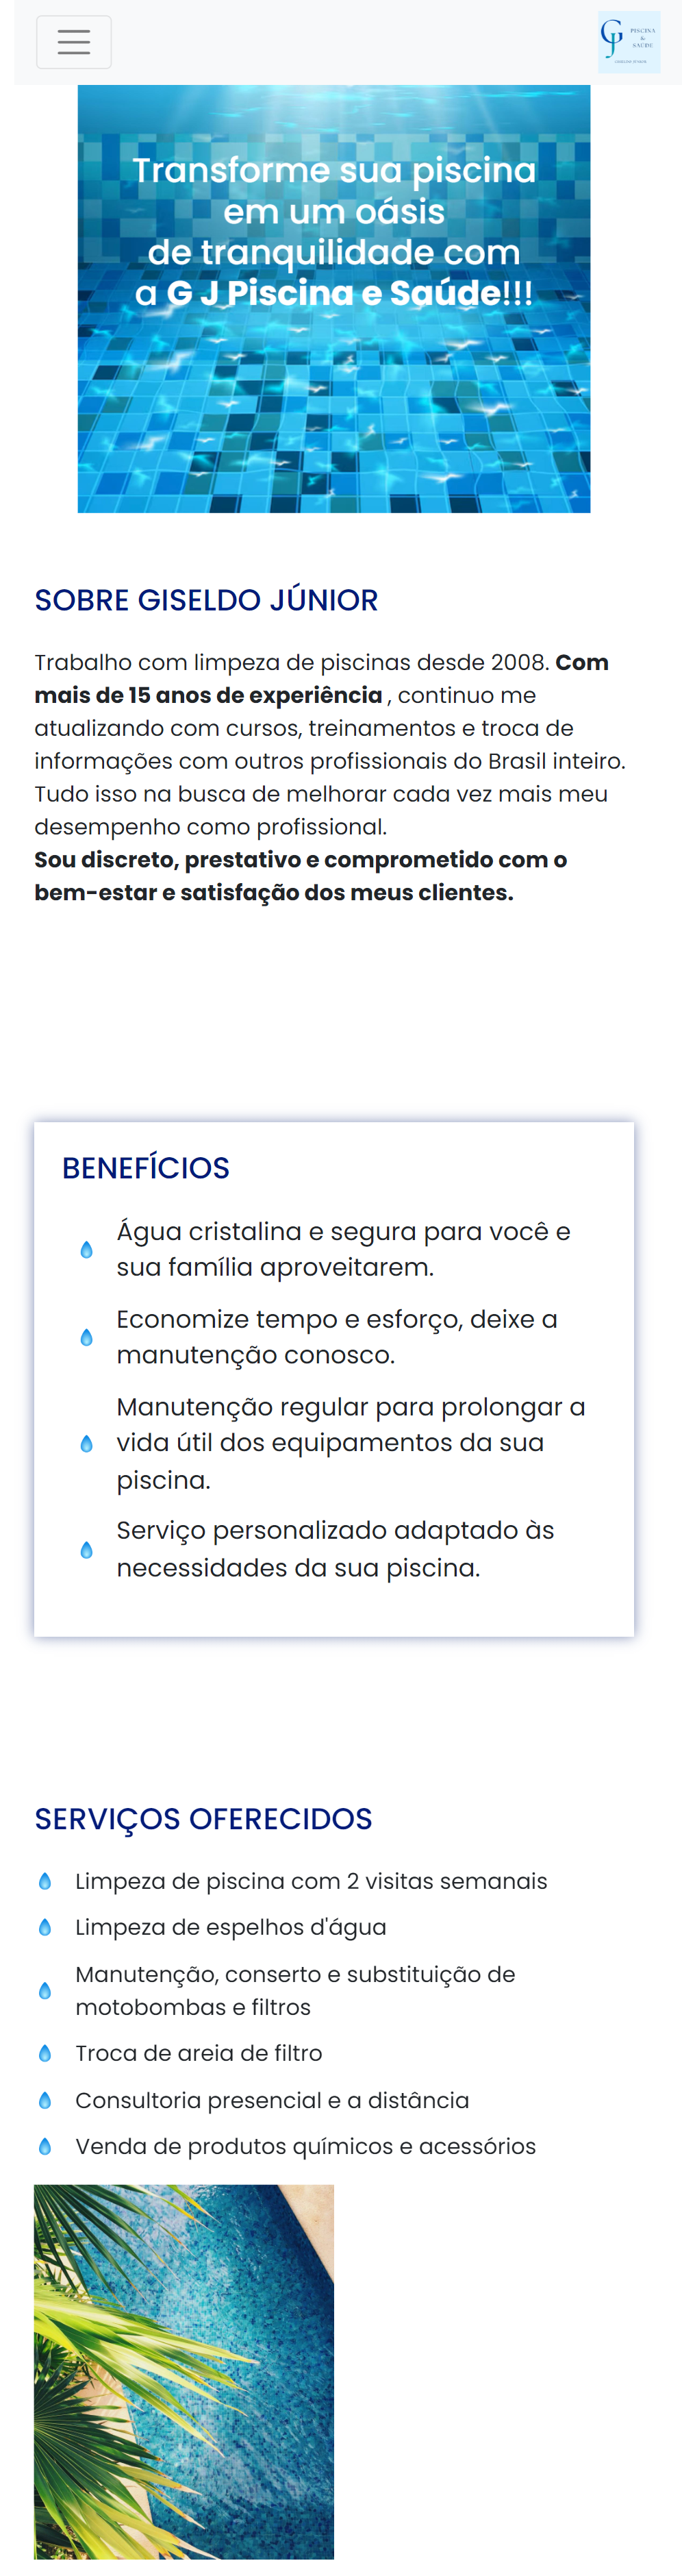 GJ
PISCINA
&
SAÚDE
GISELDO JÚNIOR
Transforme sua piscina
em um oásis
de tranquilidade com
a G J Piscina e Saúde!!!
SOBRE GISELDO JÚNIOR
Trabalho com limpeza de piscinas desde 2008. Com
mais de 15 anos de experiência , continuo me
atualizando com cursos, treinamentos e troca de
informações com outros profissionais do Brasil inteiro.
Tudo isso na busca de melhorar cada vez mais meu
desempenho como profissional.
Sou discreto, prestativo e comprometido com o
bem-estar e satisfação dos meus clientes.
BENEFÍCIOS
Água cristalina e segura para você e
sua família aproveitarem.
Economize tempo e esforço, deixe a
manutenção conosco.
Manutenção regular para prolongar a
vida útil dos equipamentos da sua
piscina.
Serviço personalizado adaptado às
necessidades da sua piscina.
SERVIÇOS OFERECIDOS
Limpeza de piscina com 2 visitas semanais
Limpeza de espelhos d'água
Manutenção, conserto e substituição de
motobombas e filtros
Troca de areia de filtro
Consultoria presencial e a distância
Venda de produtos químicos e acessórios